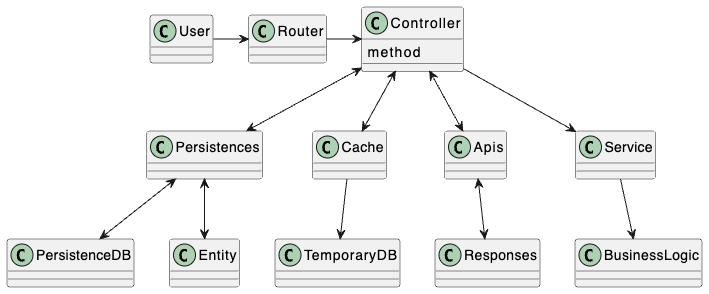 C User
C Router
C Controller
method
C Persistences
C Cache
C Apis
C Service
C PersistenceDB
C Entity
C TemporaryDB
C Responses
C BusinessLogic